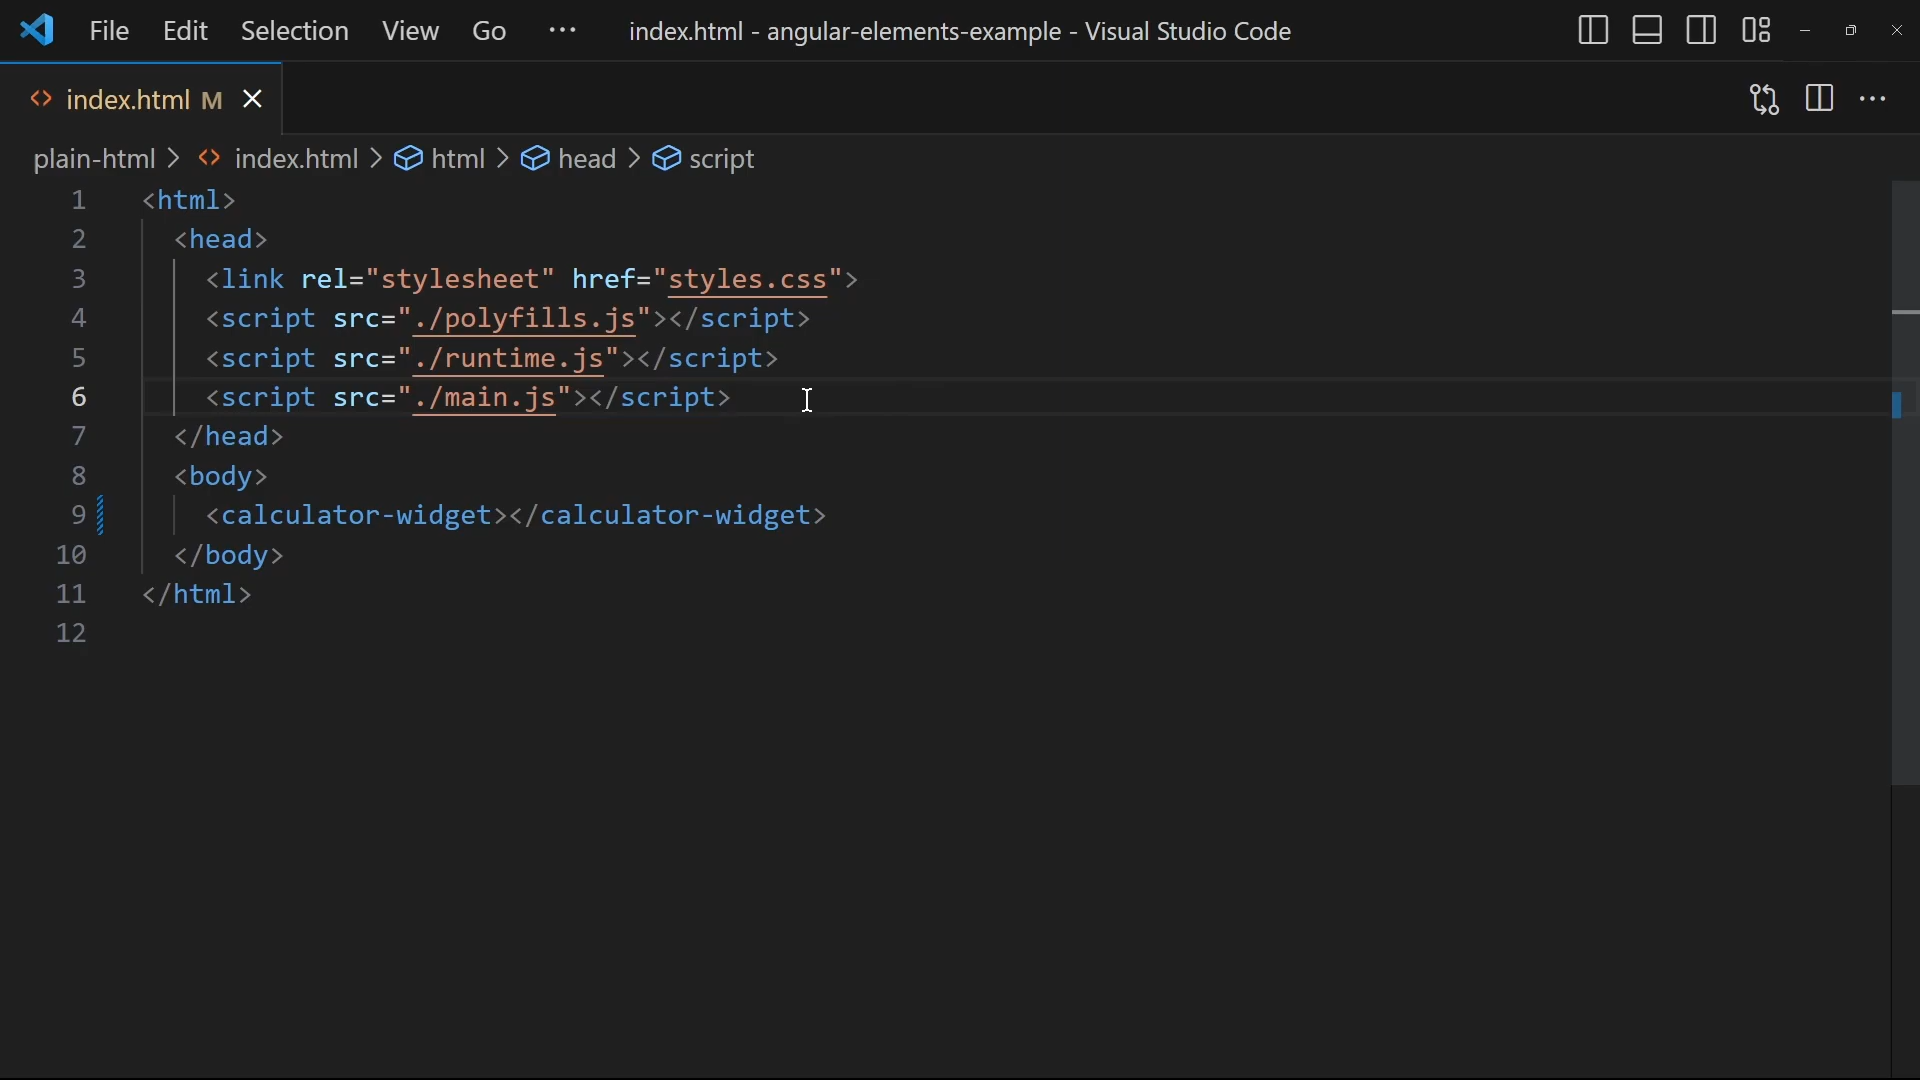 File Edit Selection View Go ··· index.html - angular-elements-example - Visual Studio Code
<> index.html M
plain-html > <> index.html > html > head > script
1 <html>
2 <head>
3 <link rel="stylesheet" href="styles.css">
4 <script src="./polyfills.js"></script>
5 <script src="./runtime.js"></script>
6 <script src="./main.js"></script>
7 </head>
8 <body>
9 <calculator-widget></calculator-widget>
10 </body>
11 </html>
12